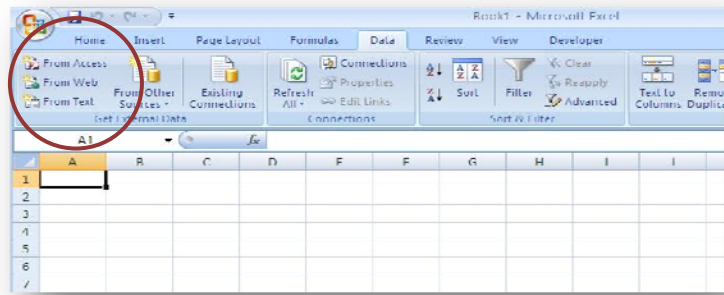 Book1 - Microsoft Excel
Home Insert Page Layout Formulas Data Review View Developer
From Access
From Web
From Text
From Other Sources
Existing Connections
Refresh All
Connections
Properties
Edit Links
Sort
Filter
Clear
Reapply
Advanced
Text to Columns
Get External Data
Connections
Sort & Filter
A1 fx
A B C D E F G H I J
1
2
3
4
5
6
7